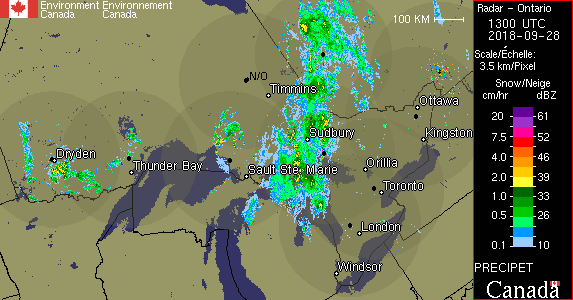 Environment Environnement
Canada Canada
100 KM
N/O
Timmins
Ottawa
Sudbury
Kingston
Dryden
Thunder Bay
Sault Ste. Marie
Orillia
Toronto
London
Windsor
Radar - Ontario
1300 UTC
2018-09-28
Scale/Échelle:
3.5 km/Pixel
Snow/Neige
cm/hr dBZ
20 61
7.5 52
4.0 46
2.0 39
1.0 33
0.5 26
0.1 10
PRECIPET
Canada